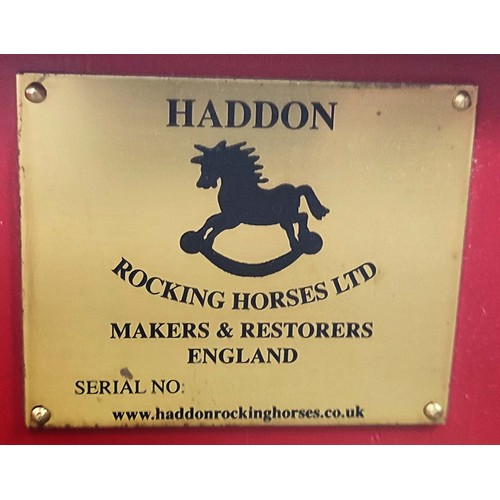 HADDON
ROCKING HORSES LTD
MAKERS & RESTORERS
ENGLAND
SERIAL NO:
www.haddonrockinghorses.co.uk